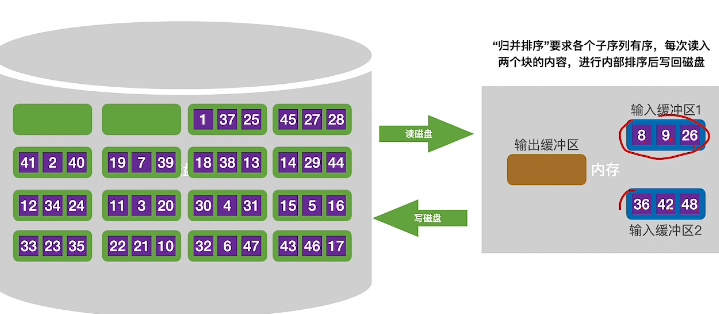 “归并排序”要求各个子序列有序，每次读入
两个块的内容，进行内部排序后写回磁盘
1 37 25 45 27 28
读磁盘
输入缓冲区1
8 9 26
输出缓冲区
内存
41 2 40 19 7 39 18 38 13 14 29 44
12 34 24 11 3 20 30 4 31 15 5 16
写磁盘
36 42 48
输入缓冲区2
33 23 35 22 21 10 32 6 47 43 46 17